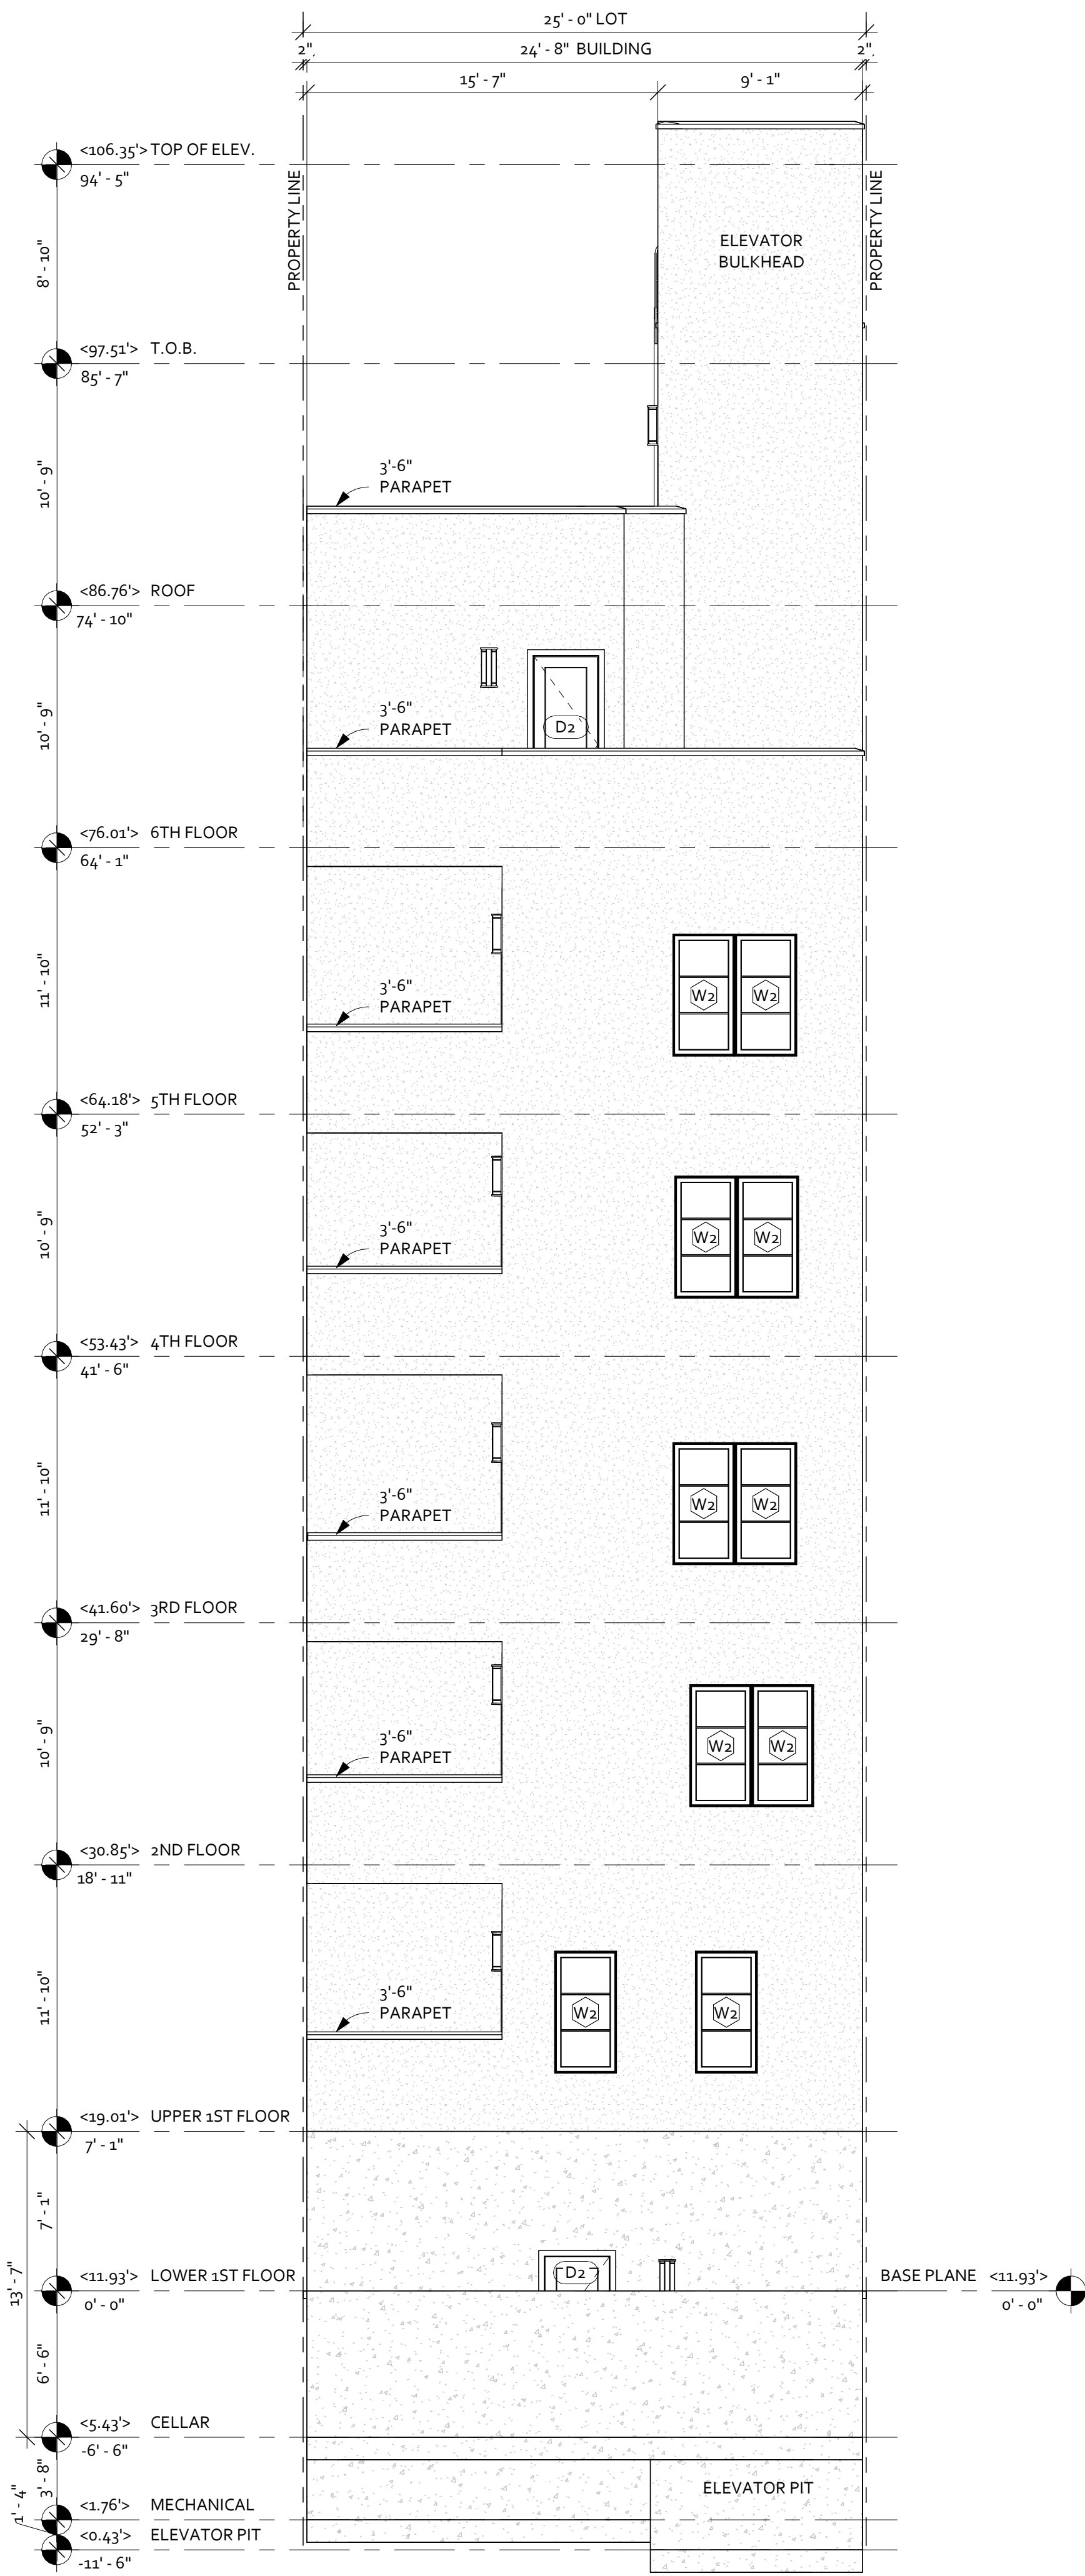 25' - 0" LOT
2".
24' - 8" BUILDING
2".
15' - 7"
9' - 1"
<106.35'> TOP OF ELEV.
94' - 5"
PROPERTY LINE
PROPERTY LINE
ELEVATOR
BULKHEAD
8' - 10"
<97.51'> T.O.B.
85' - 7"
3'-6"
PARAPET
10' - 9"
<86.76'> ROOF
74' - 10"
3'-6"
PARAPET
D2
10' - 9"
<76.01'> 6TH FLOOR
64' - 1"
3'-6"
PARAPET
W2 W2
11' - 10"
<64.18'> 5TH FLOOR
52' - 3"
3'-6"
PARAPET
W2 W2
10' - 9"
<53.43'> 4TH FLOOR
41' - 6"
3'-6"
PARAPET
W2 W2
11' - 10"
<41.60'> 3RD FLOOR
29' - 8"
3'-6"
PARAPET
W2 W2
10' - 9"
<30.85'> 2ND FLOOR
18' - 11"
3'-6"
PARAPET
W2 W2
11' - 10"
<19.01'> UPPER 1ST FLOOR
7' - 1"
7' - 1"
13' - 7"
D2
<11.93'> LOWER 1ST FLOOR
0' - 0"
BASE PLANE <11.93'>
0' - 0"
6' - 6"
<5.43'> CELLAR
-6' - 6"
3' - 8"
ELEVATOR PIT
1' - 4"
<1.76'> MECHANICAL
<0.43'> ELEVATOR PIT
-11' - 6"